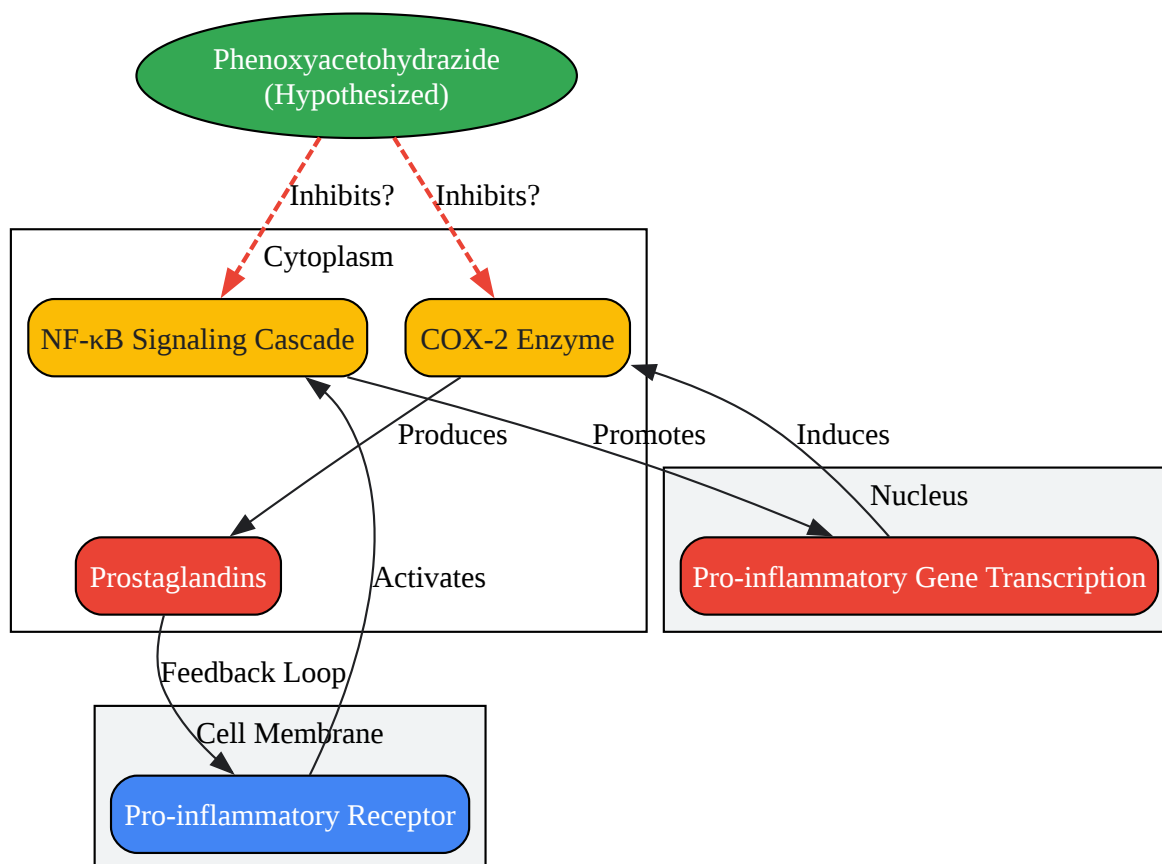 Phenoxyacetohydrazide
(Hypothesized)
Inhibits?
Inhibits?
Cytoplasm
NF-κB Signaling Cascade
COX-2 Enzyme
Produces
Promotes
Induces
Nucleus
Prostaglandins
Activates
Pro-inflammatory Gene Transcription
Feedback Loop
Cell Membrane
Pro-inflammatory Receptor